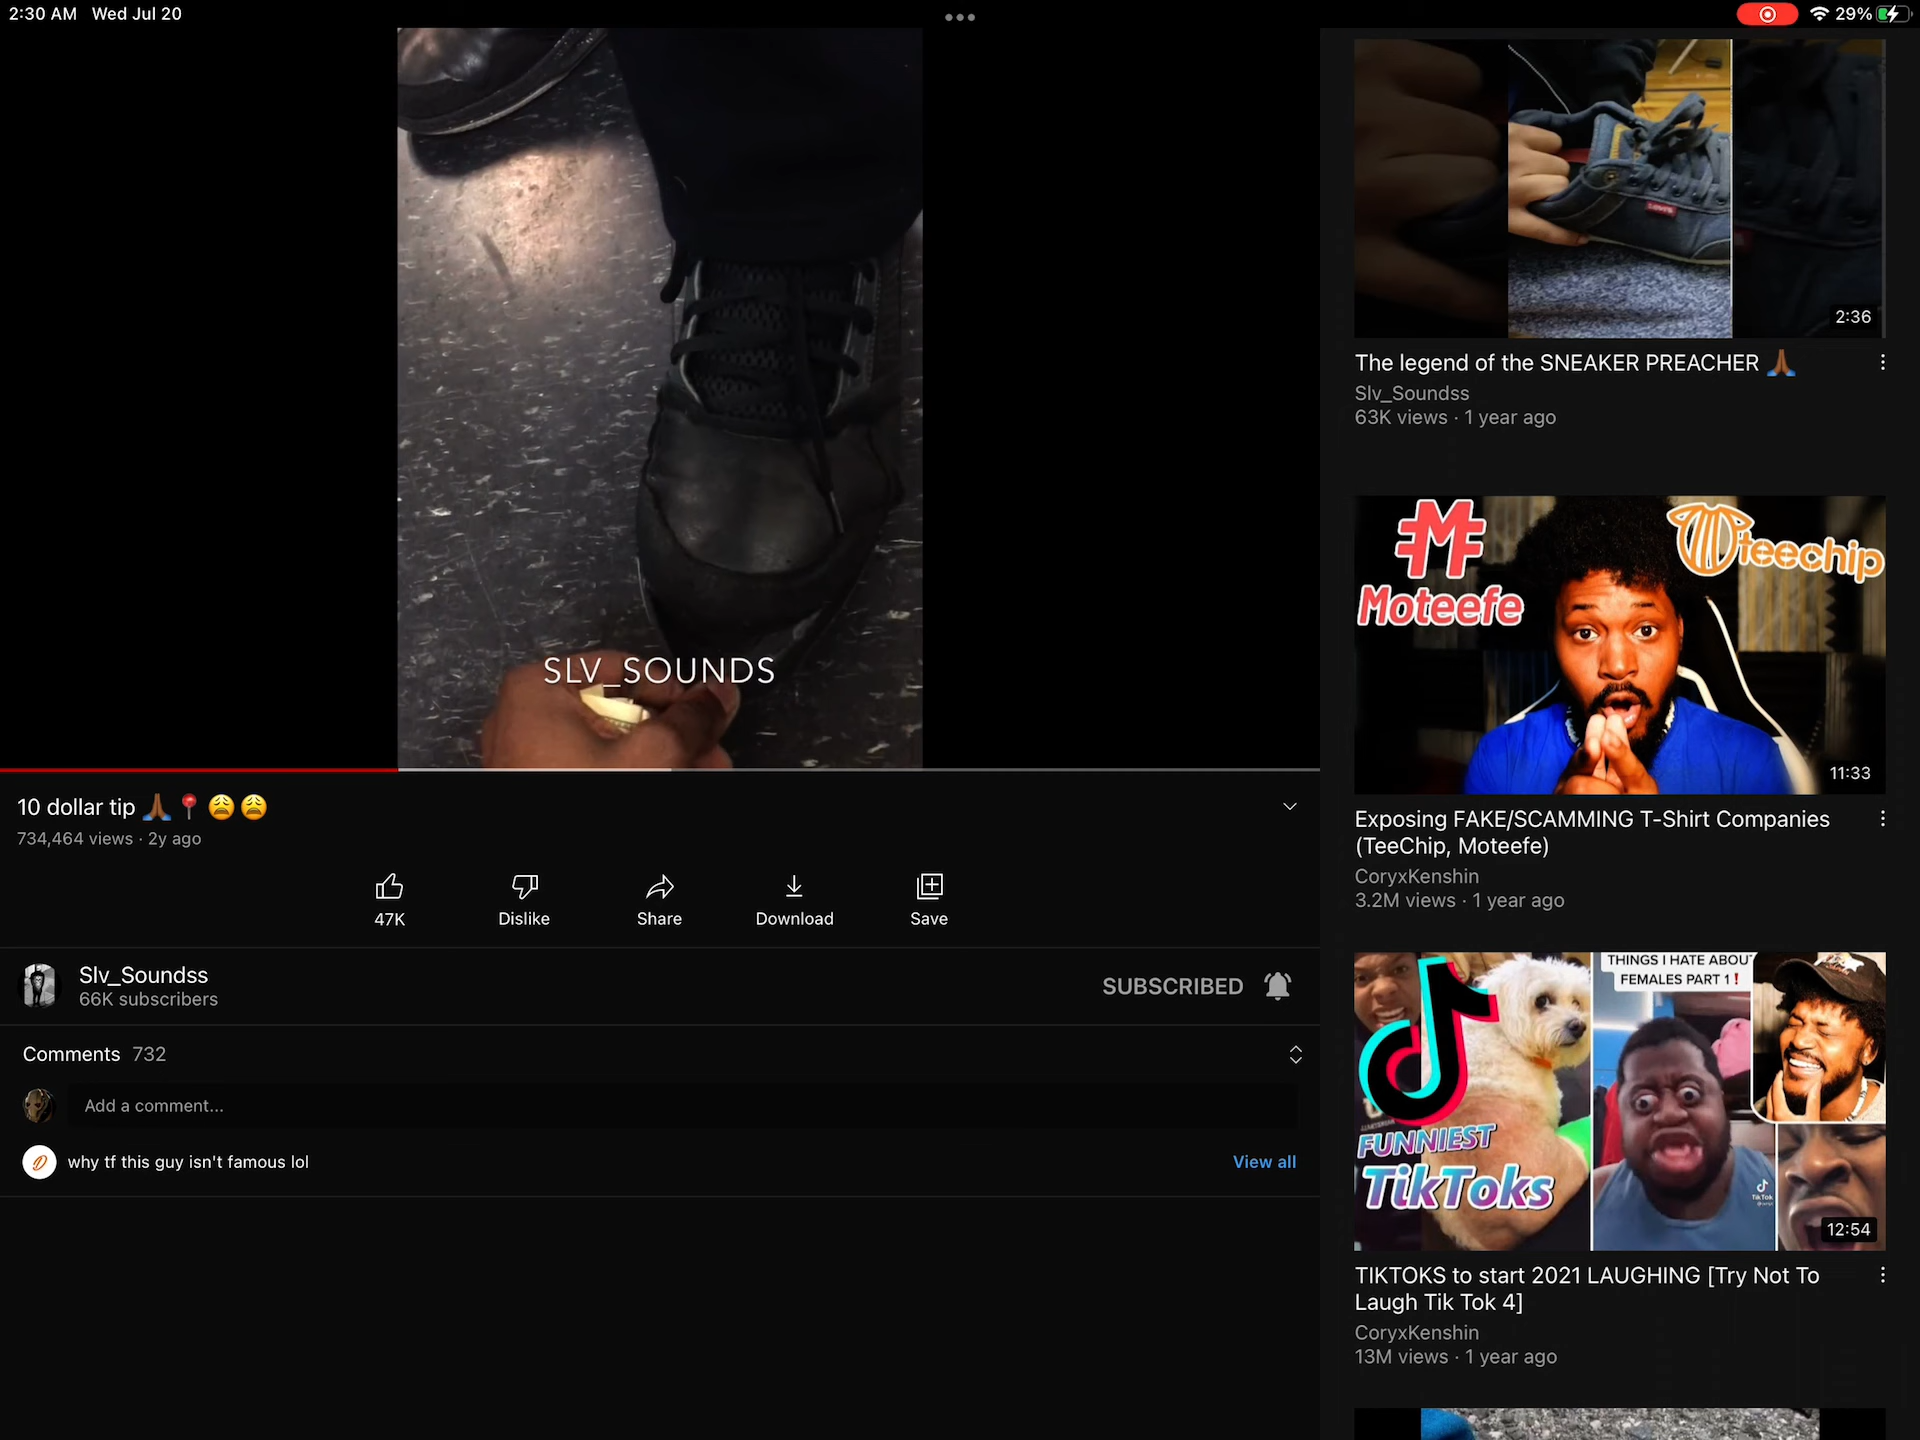 2:30 AM Wed Jul 20
29%
SLV_SOUNDS
10 dollar tip 🙏🏾📍😩😩
734,464 views · 2y ago
47K
Dislike
Share
Download
Save
Slv_Soundss
66K subscribers
SUBSCRIBED
Comments 732
Add a comment...
why tf this guy isn't famous lol
View all
LEVI'S
2:36
The legend of the SNEAKER PREACHER 🙏🏾
Slv_Soundss
63K views · 1 year ago
Moteefe
teechip
11:33
Exposing FAKE/SCAMMING T-Shirt Companies
(TeeChip, Moteefe)
CoryxKenshin
3.2M views · 1 year ago
THINGS I HATE ABOUT
FEMALES PART 1❗
FUNNIEST
TikToks
TikTok
12:54
TIKTOKS to start 2021 LAUGHING [Try Not To
Laugh Tik Tok 4]
CoryxKenshin
13M views · 1 year ago